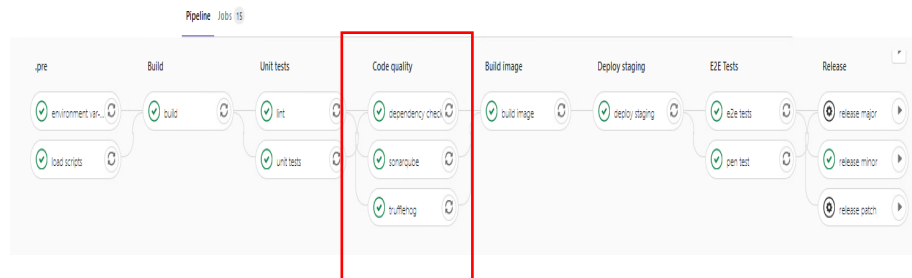 Pipeline Jobs 15
.pre Build Unit tests Code quality Build image Deploy staging E2E Tests Release
environment var-... build lint dependency check build image deploy staging e2e tests release major
load scripts unit tests sonarqube pen test release minor
trufflehog release patch